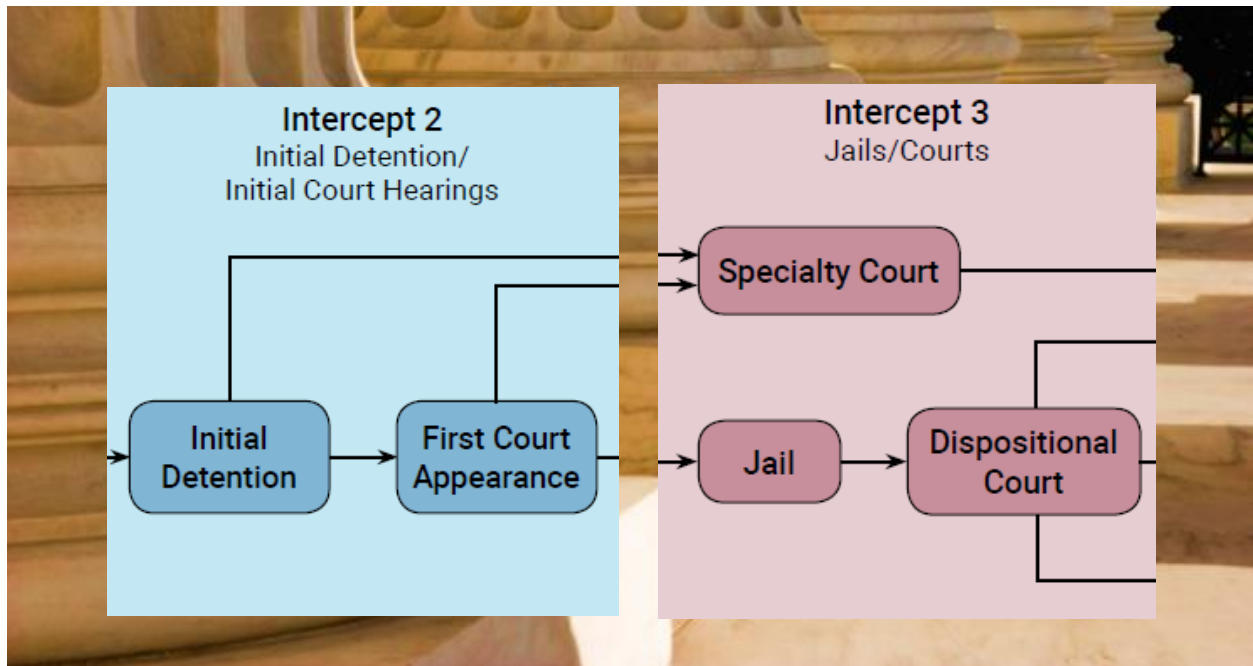 Intercept 2
Initial Detention/
Initial Court Hearings
Initial
Detention
First Court
Appearance
Intercept 3
Jails/Courts
Specialty Court
Jail
Dispositional
Court